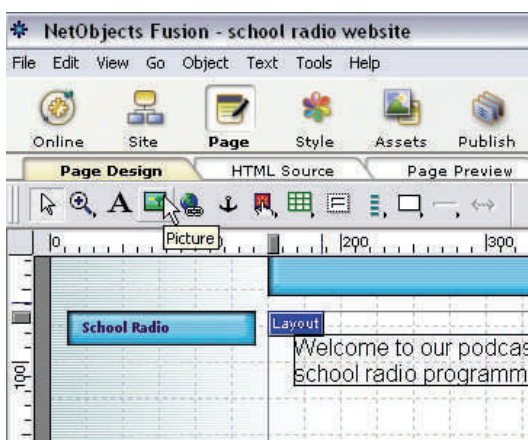 NetObjects Fusion - school radio website
File Edit View Go Object Text Tools Help
Online Site Page Style Assets Publish
Page Design HTML Source Page Preview
A
Picture
0 200 300
School Radio
Layout
Welcome to our podcas
school radio programm
100